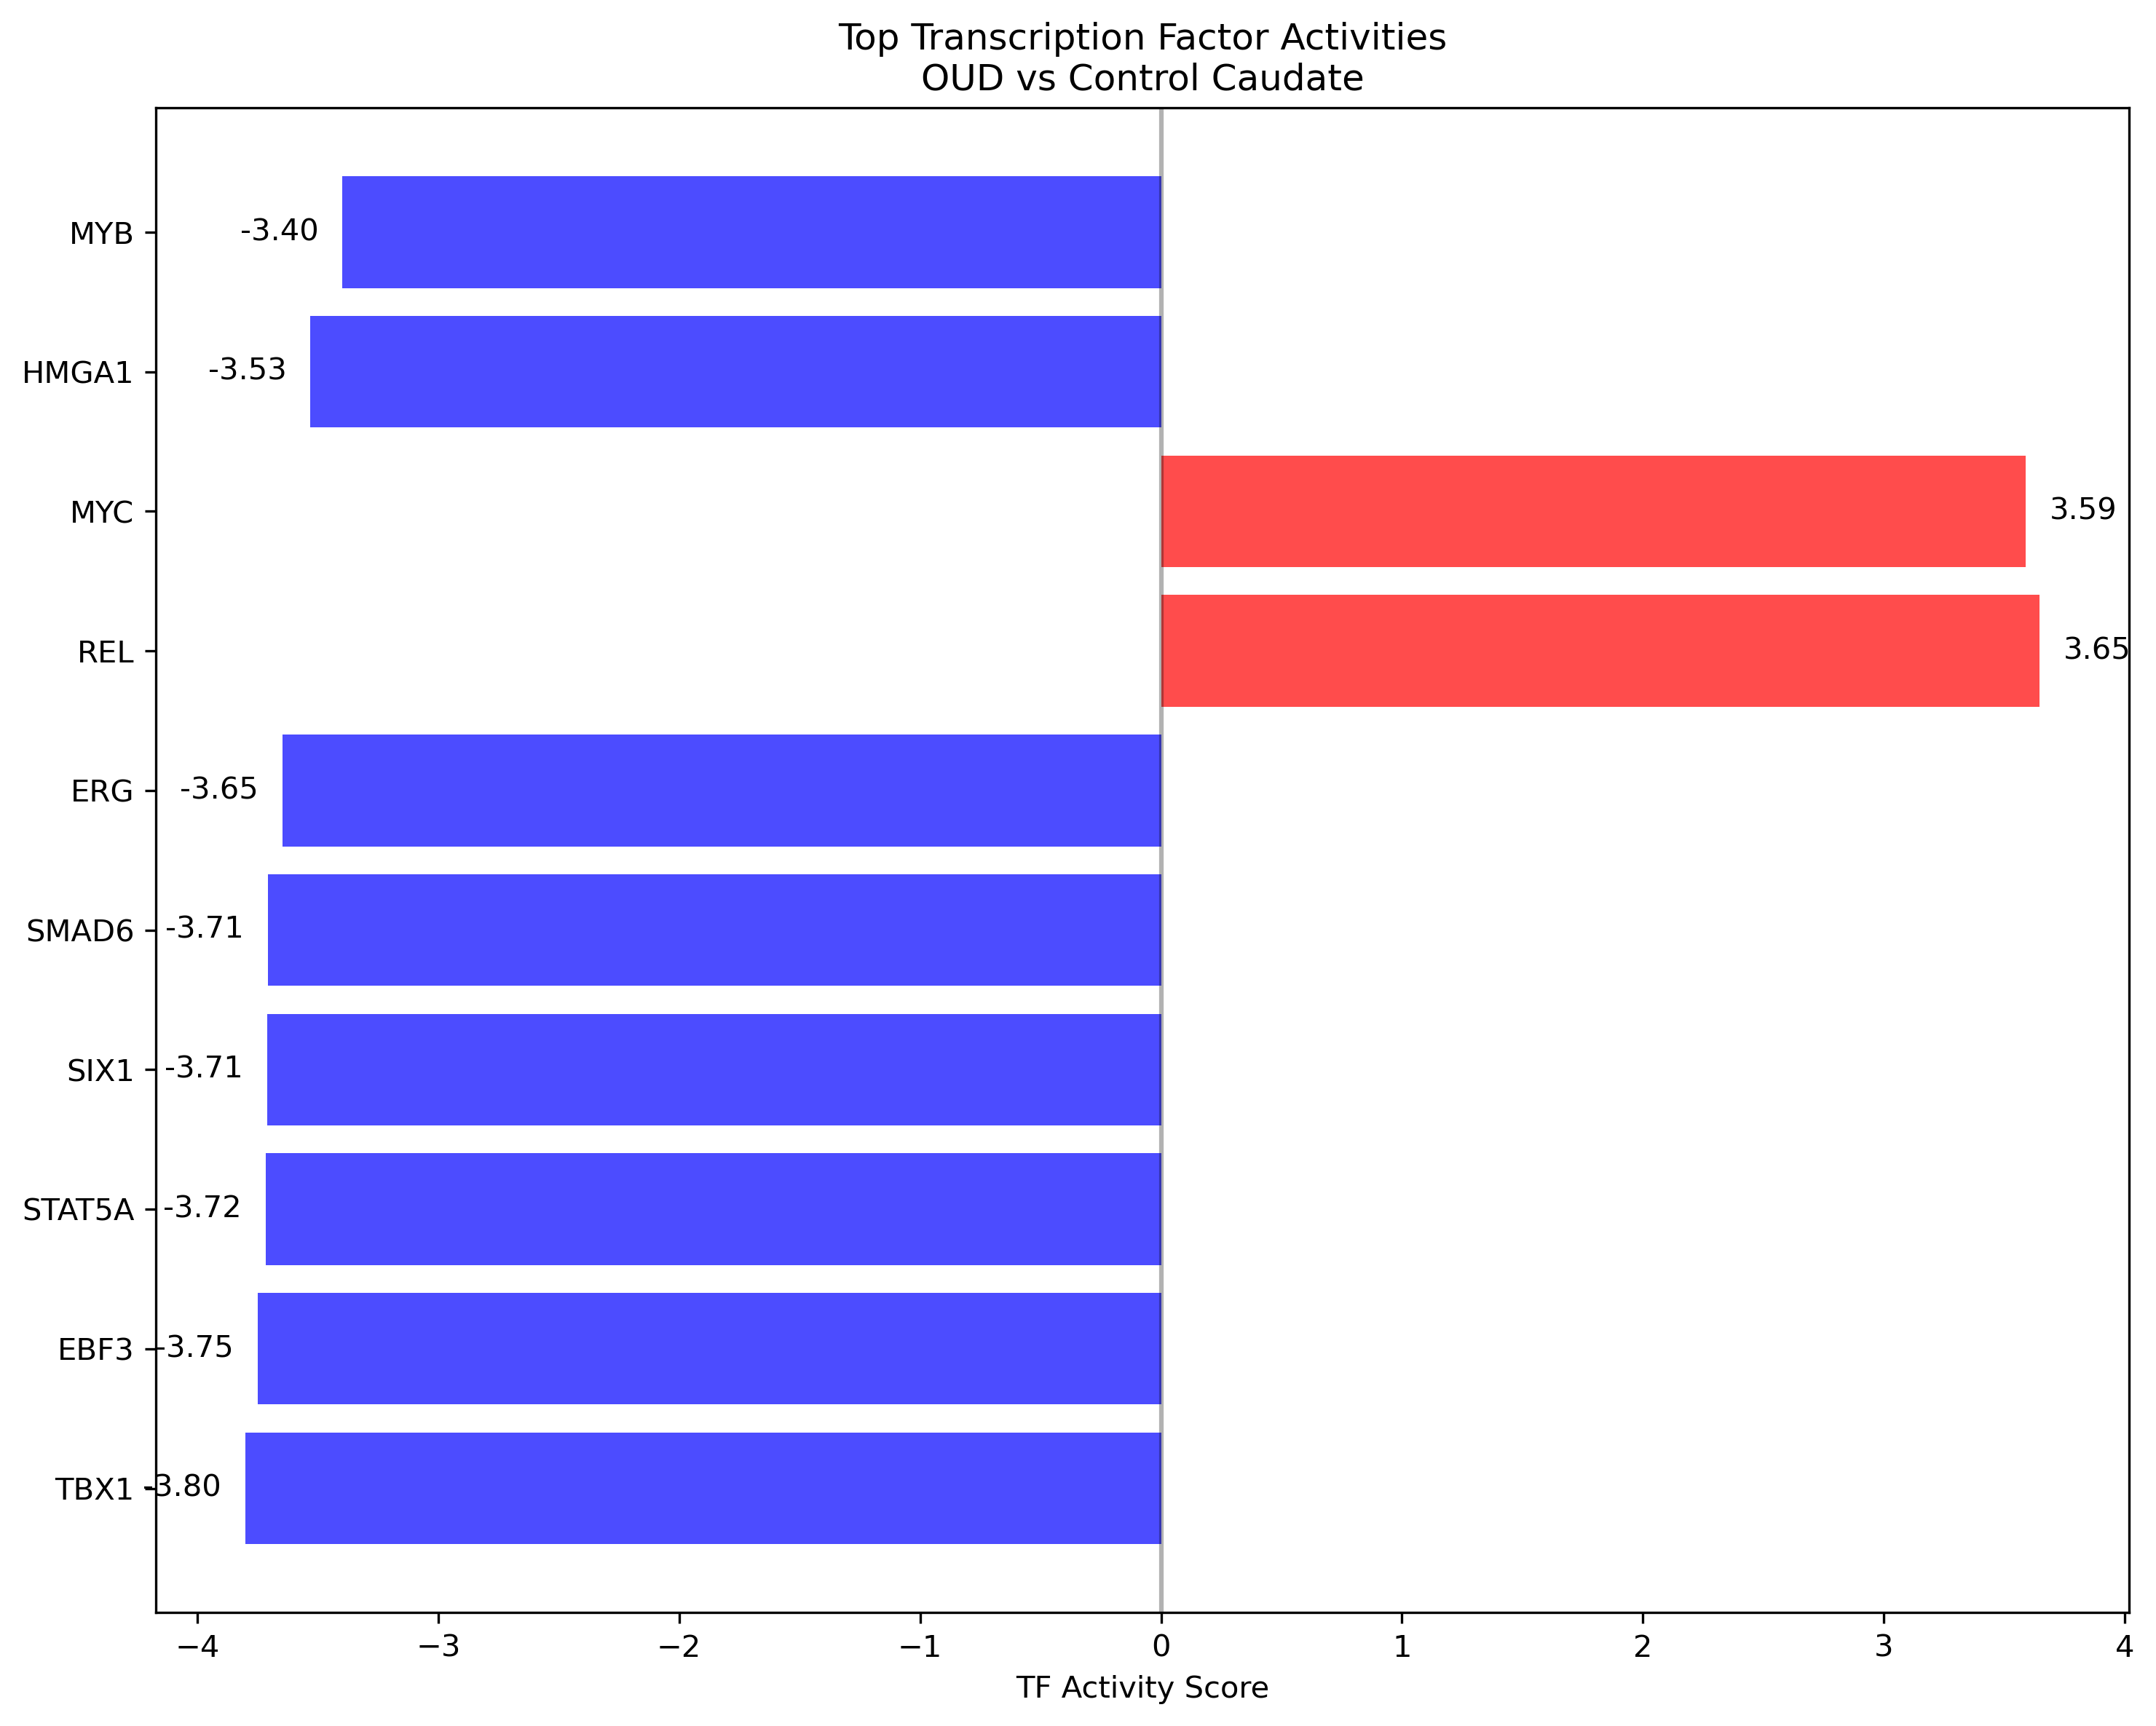 Top Transcription Factor Activities
OUD vs Control Caudate
MYB -3.40
HMGA1 -3.53
MYC 3.59
REL 3.65
ERG -3.65
SMAD6 -3.71
SIX1 -3.71
STAT5A -3.72
EBF3 -3.75
TBX1 -3.80
−4 −3 −2 −1 0 1 2 3 4
TF Activity Score